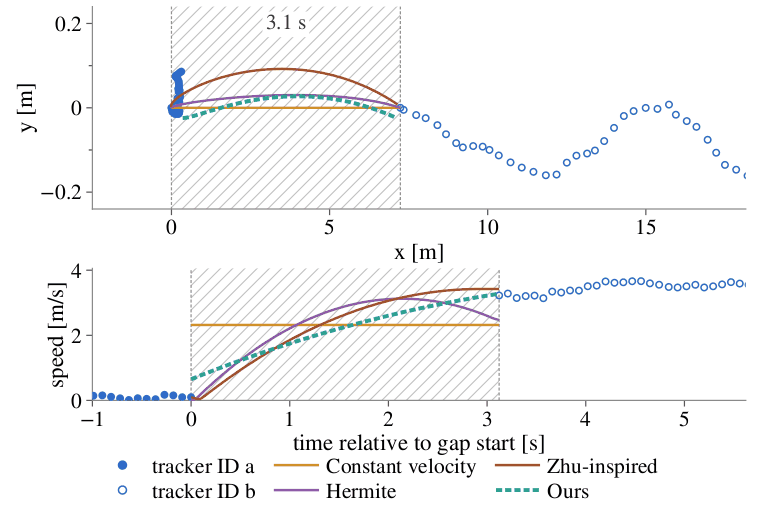 3.1 s
0.2
0
−0.2
y [m]
0
5
10
15
x [m]
4
2
0
speed [m/s]
−1
0
1
2
3
4
5
time relative to gap start [s]
tracker ID a
Constant velocity
Zhu-inspired
tracker ID b
Hermite
Ours